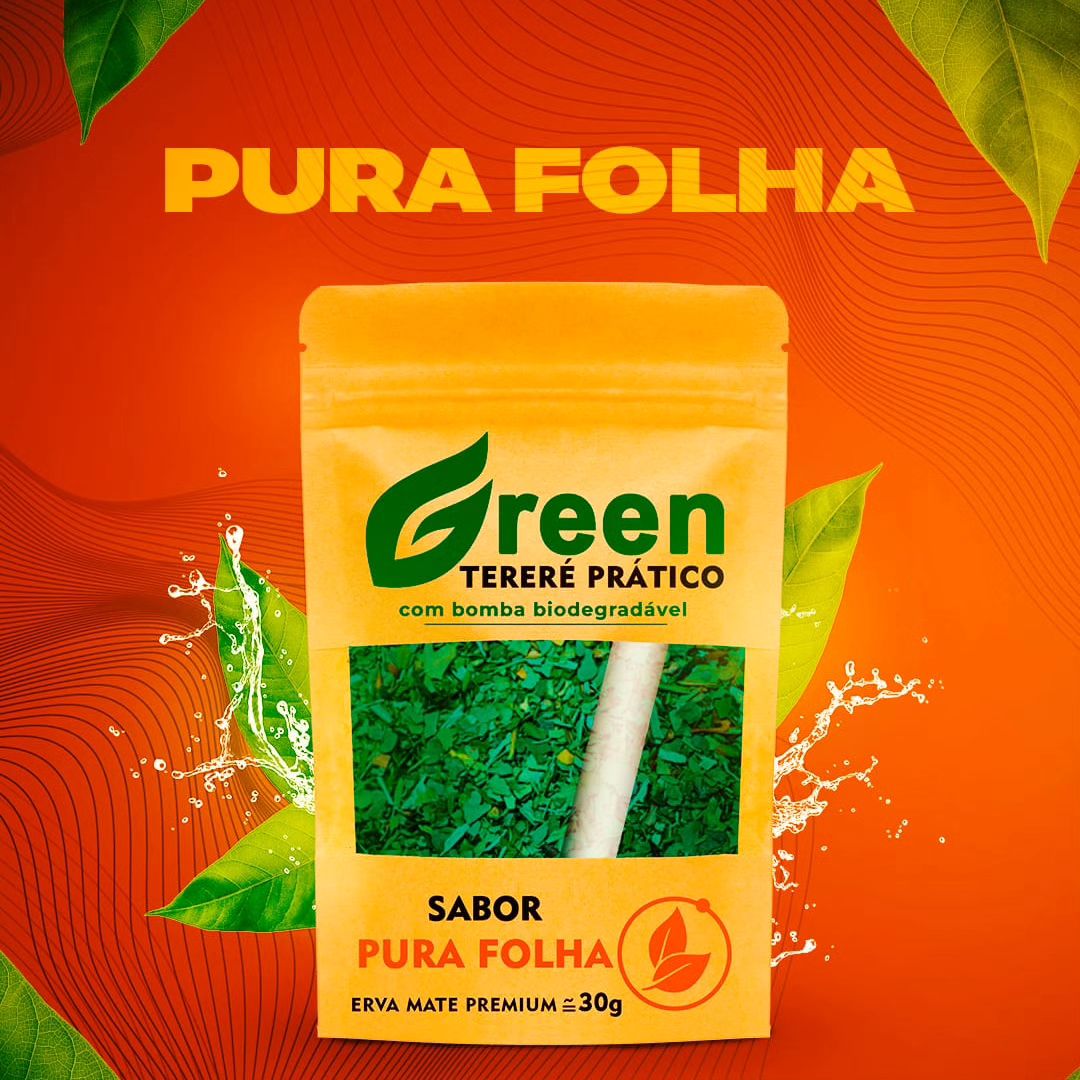 PURA FOLHA
Green
TERERÉ PRÁTICO
com bomba biodegradável
SABOR
PURA FOLHA
ERVA MATE PREMIUM ≅30g